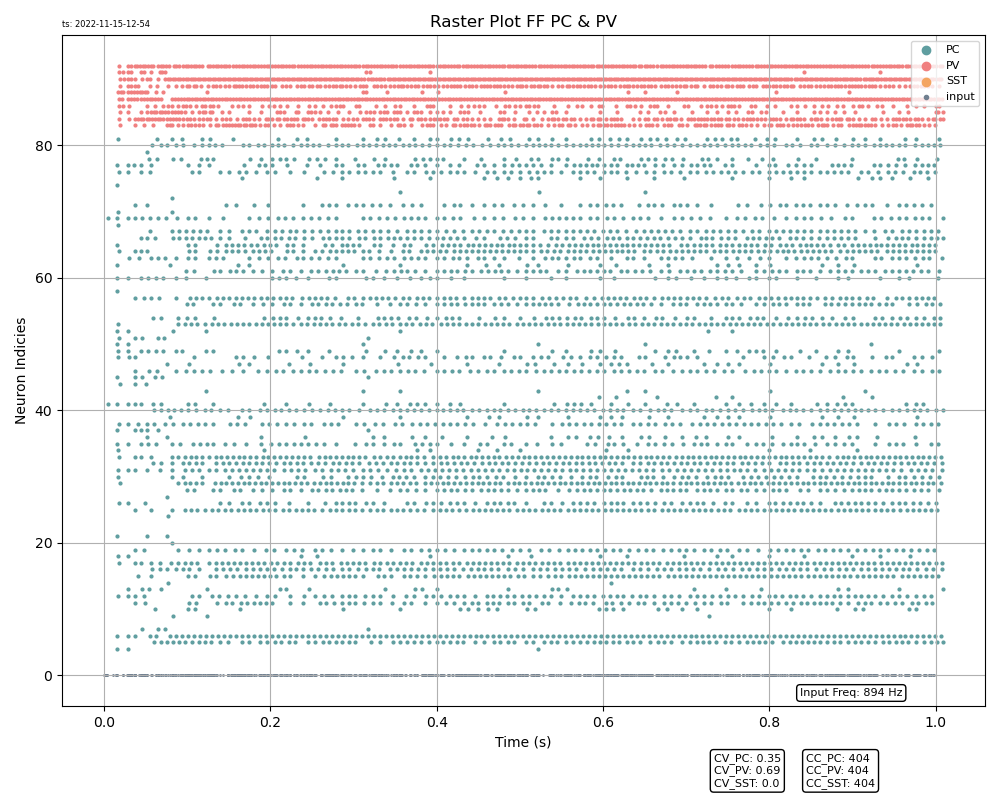 ts: 2022-11-15-12-54
Raster Plot FF PC & PV
PC
PV
SST
input
80
60
40
20
0
Neuron Indicies
0.0 0.2 0.4 0.6 0.8 1.0
Time (s)
Input Freq: 894 Hz
CV_PC: 0.35
CV_PV: 0.69
CV_SST: 0.0
CC_PC: 404
CC_PV: 404
CC_SST: 404